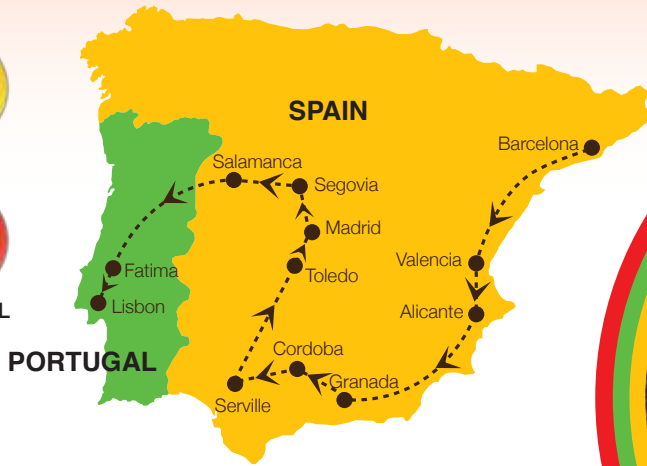 SPAIN
Barcelona
Salamanca
Segovia
Madrid
Valencia
Toledo
Fatima
Lisbon
Alicante
L
PORTUGAL
Cordoba
Granada
Serville